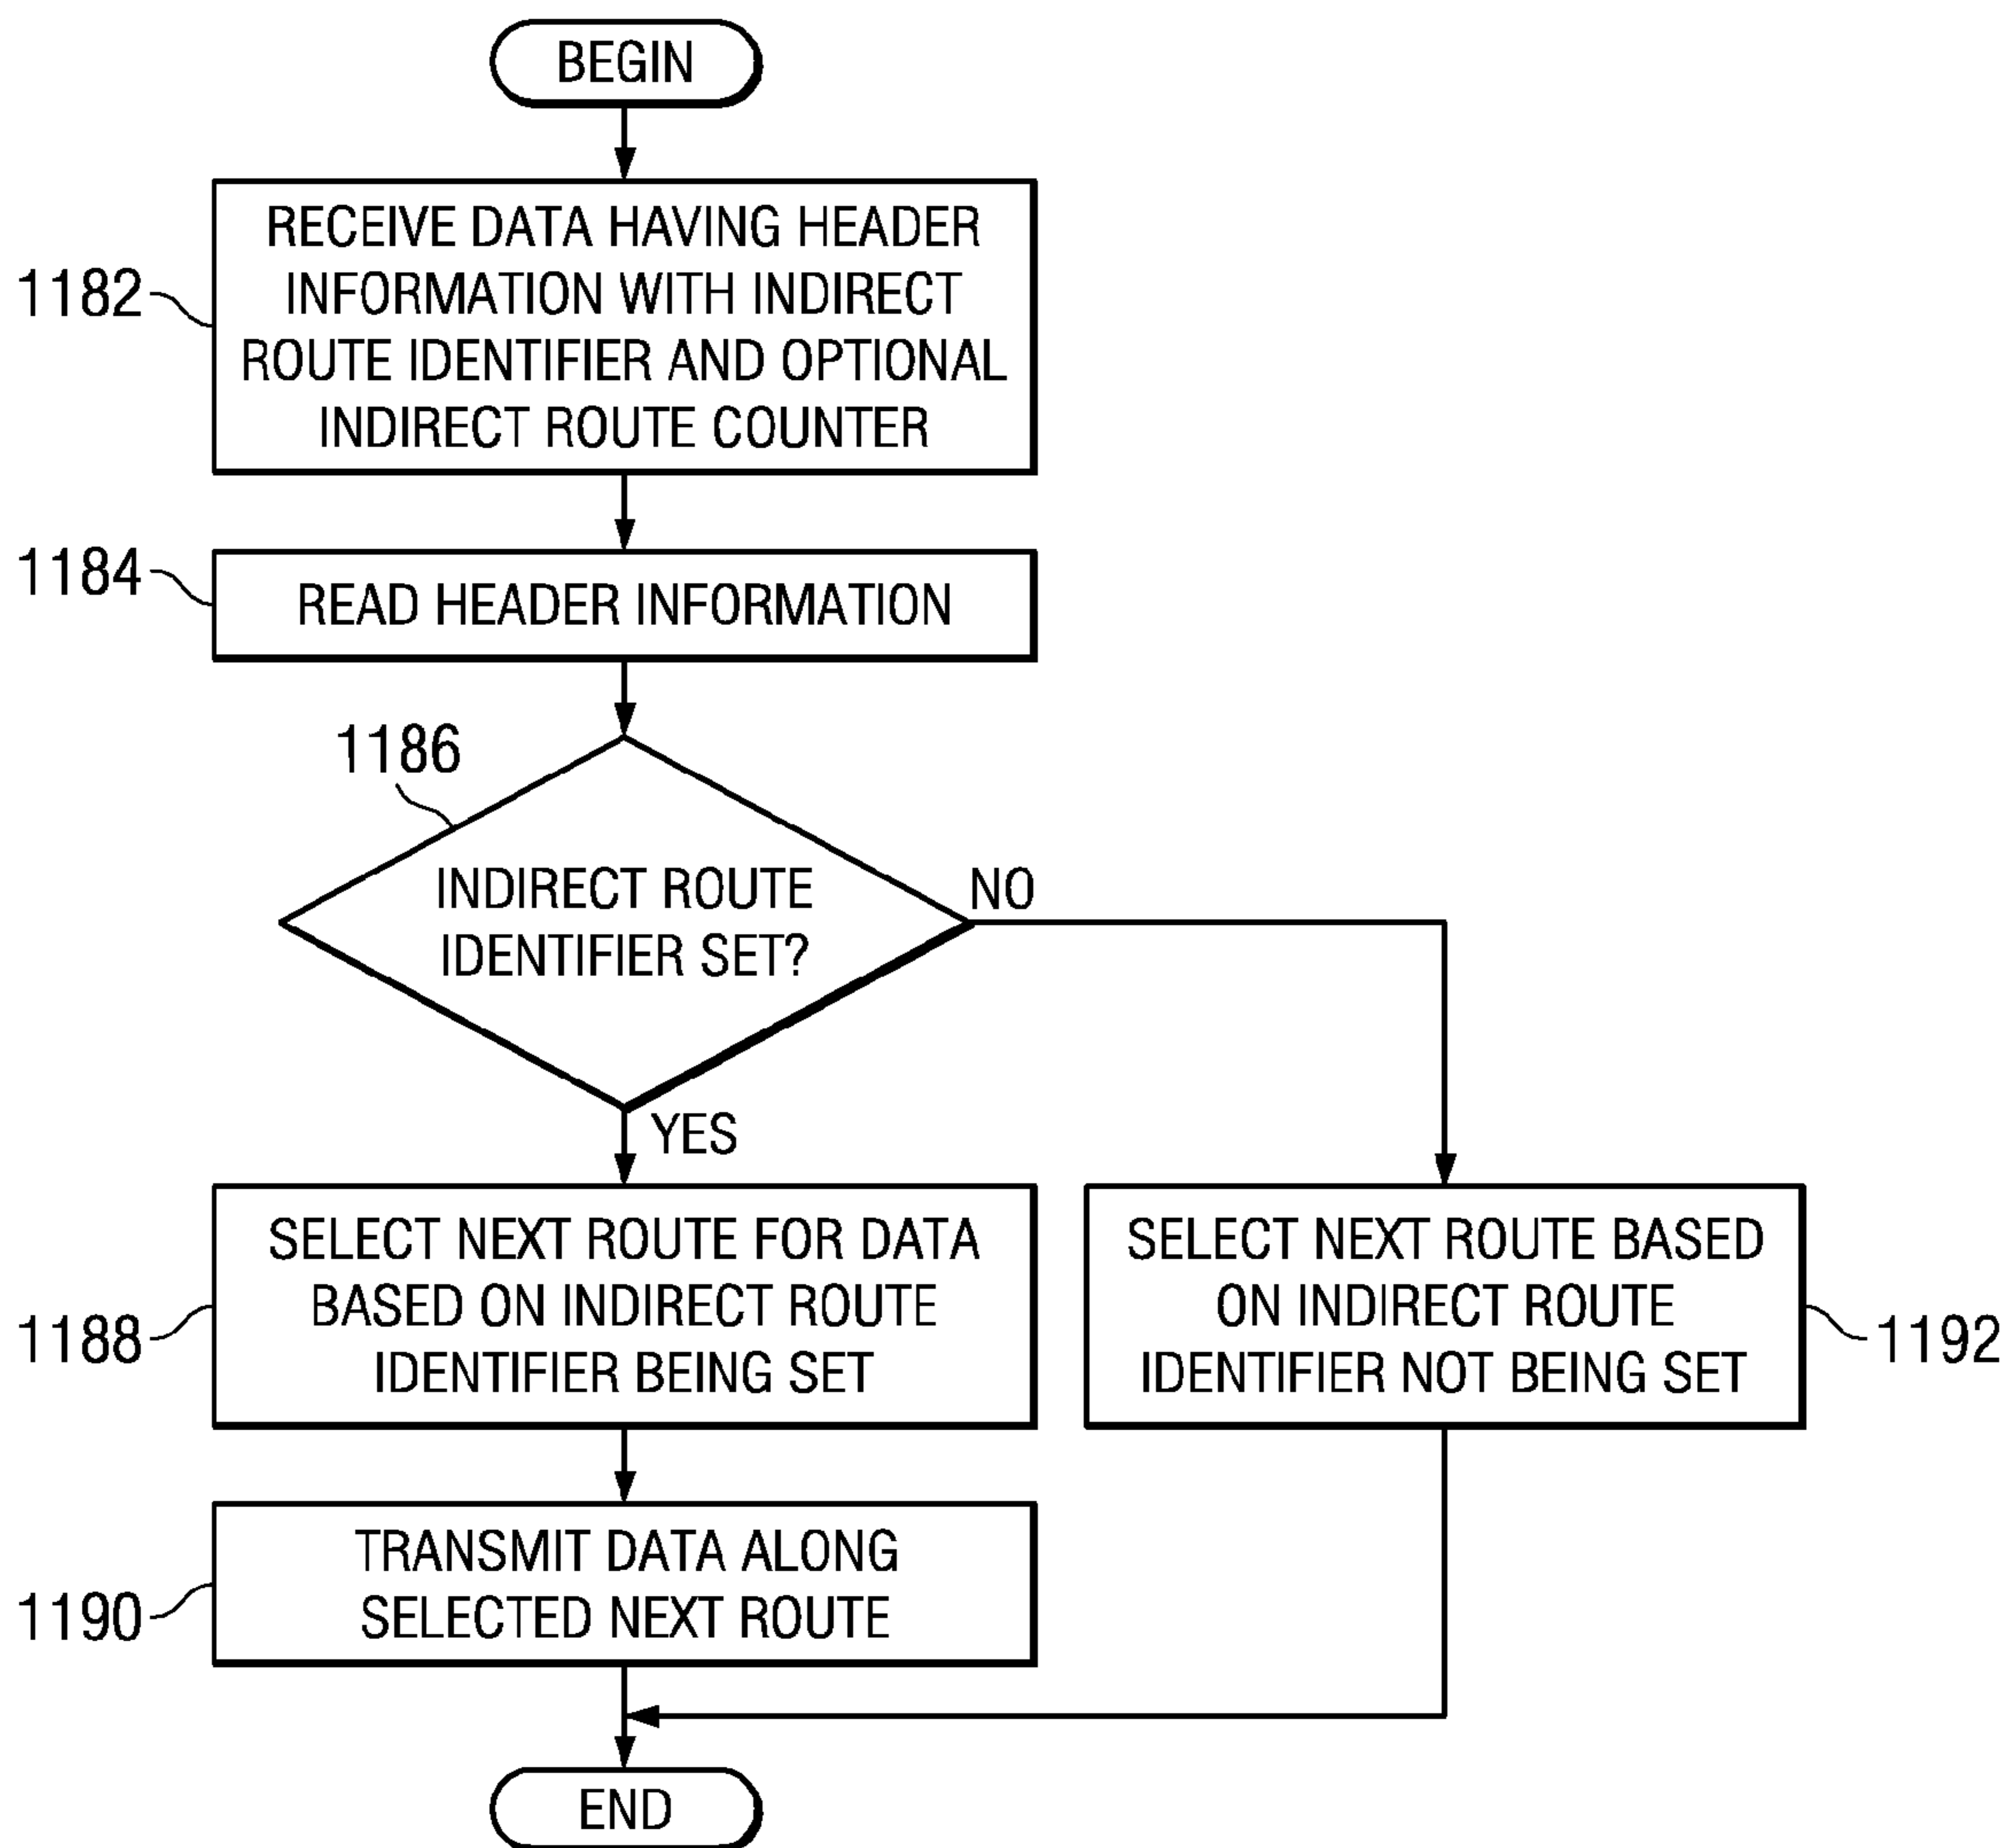 BEGIN
RECEIVE DATA HAVING HEADER
INFORMATION WITH INDIRECT
ROUTE IDENTIFIER AND OPTIONAL
INDIRECT ROUTE COUNTER
1182
READ HEADER INFORMATION
1184
1186
INDIRECT ROUTE
IDENTIFIER SET?
NO
YES
SELECT NEXT ROUTE FOR DATA
BASED ON INDIRECT ROUTE
IDENTIFIER BEING SET
1188
SELECT NEXT ROUTE BASED
ON INDIRECT ROUTE
IDENTIFIER NOT BEING SET
1192
TRANSMIT DATA ALONG
SELECTED NEXT ROUTE
1190
END